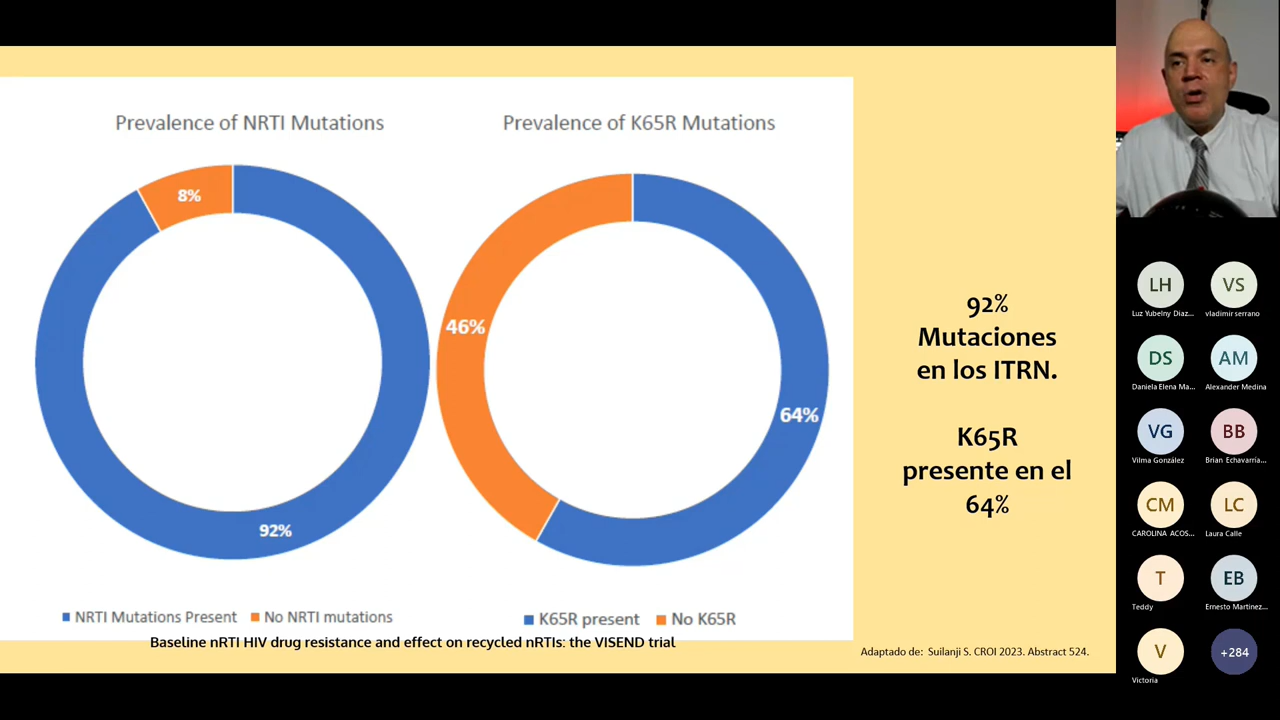 Prevalence of NRTI Mutations
8%
92%
NRTI Mutations Present
No NRTI mutations
Prevalence of K65R Mutations
46%
64%
K65R present
No K65R
92%
Mutaciones
en los ITRN.
K65R
presente en el
64%
Baseline nRTI HIV drug resistance and effect on recycled nRTIs: the VISEND trial
Adaptado de: Suilanji S. CROI 2023. Abstract 524.
LH
Luz Yubelny Díaz...
VS
vladimir serrano
DS
Daniela Elena Ma...
AM
Alexander Medina
VG
Vilma González
BB
Brian Echavarría...
CM
CAROLINA ACOS...
LC
Laura Calle
T
Teddy
EB
Ernesto Martinez...
V
Victoria
+284